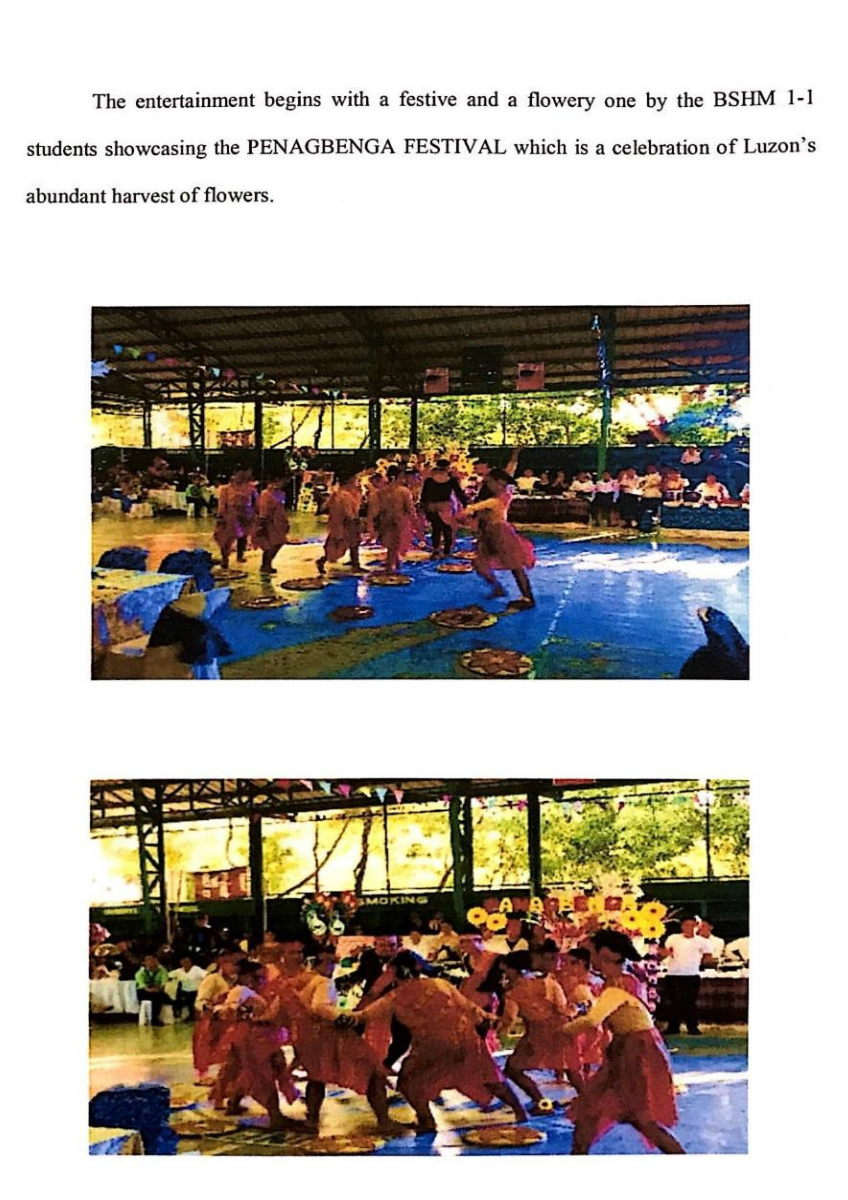 The entertainment begins with a festive and a flowery one by the BSHM 1-1
students showcasing the PENAGBENGA FESTIVAL which is a celebration of Luzon's
abundant harvest of flowers.
SMOKING